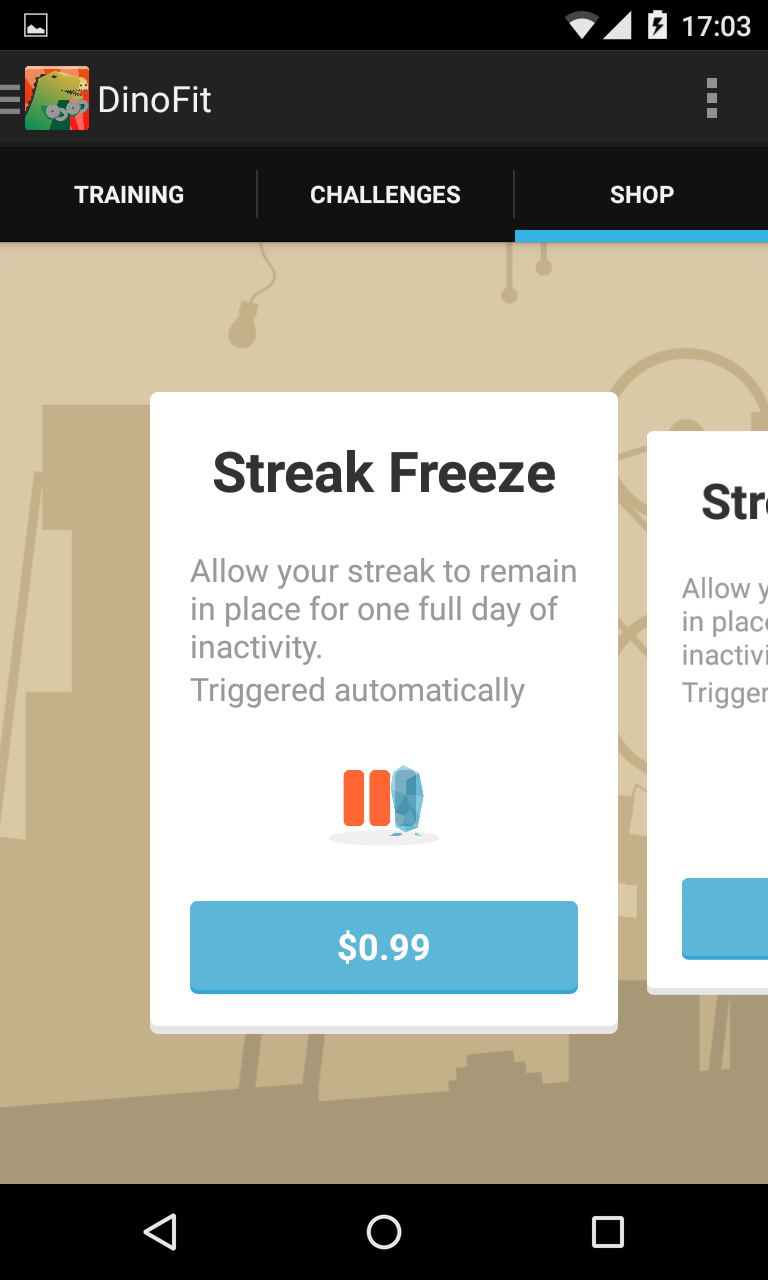 17:03
DinoFit
TRAINING
CHALLENGES
SHOP
Streak Freeze
Allow your streak to remain
in place for one full day of
inactivity.
Triggered automatically
$0.99
Str
Allow y
in plac
inactivi
Trigger